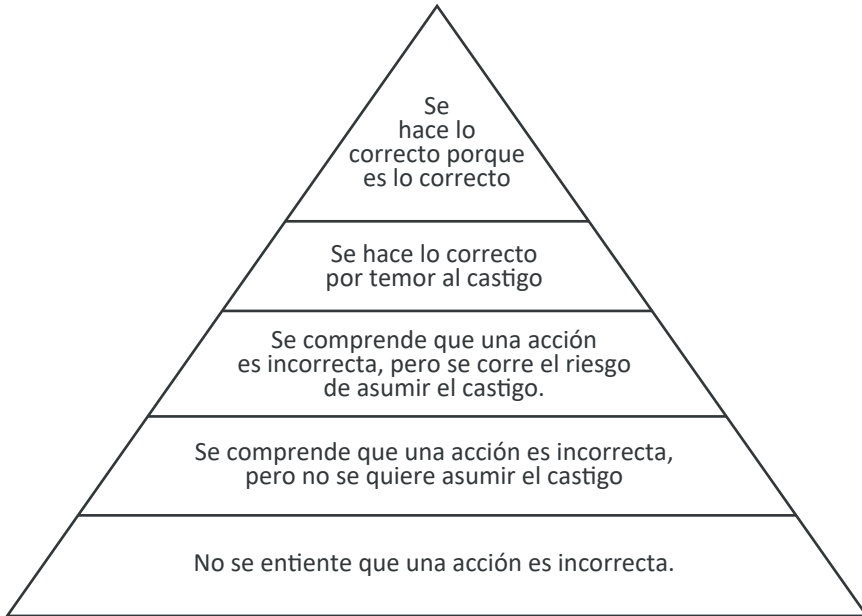 Se
hace lo
correcto porque
es lo correcto
Se hace lo correcto
por temor al castigo
Se comprende que una acción
es incorrecta, pero se corre el riesgo
de asumir el castigo.
Se comprende que una acción es incorrecta,
pero no se quiere asumir el castigo
No se entiente que una acción es incorrecta.